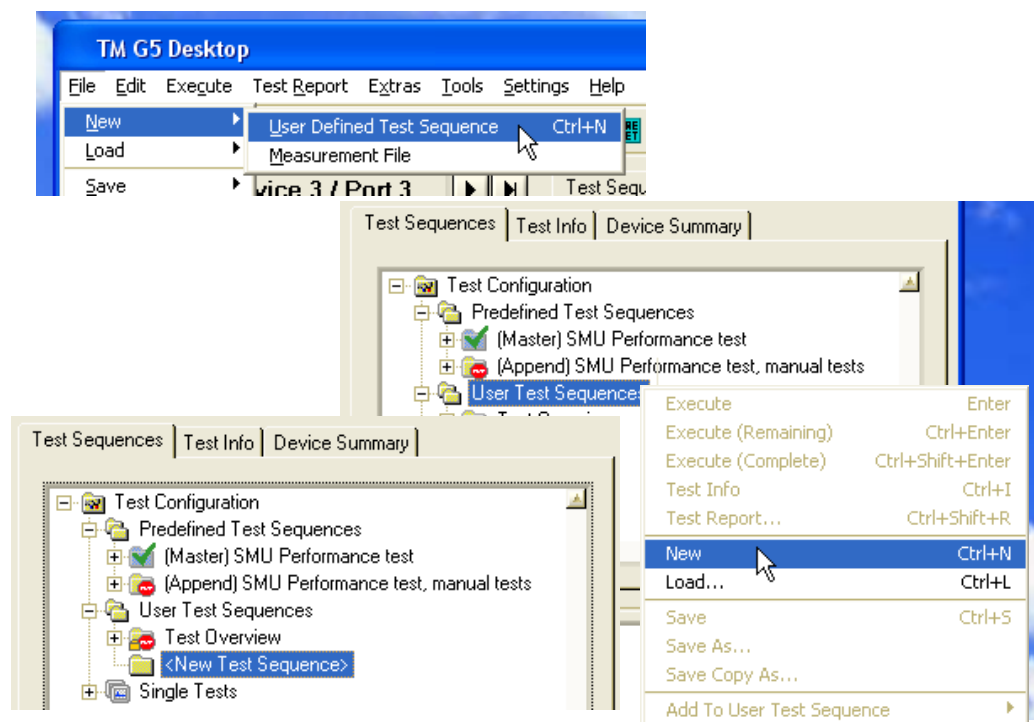 TM G5 Desktop
File Edit Execute Test Report Extras Tools Settings Help
New
User Defined Test Sequence Ctrl+N
Load
Measurement File
Save
vice 3 / Port 3
Test Sequ
Test Sequences Test Info Device Summary
Test Configuration
Predefined Test Sequences
(Master) SMU Performance test
(Append) SMU Performance test, manual tests
User Test Sequences
Execute Enter
Execute (Remaining) Ctrl+Enter
Execute (Complete) Ctrl+Shift+Enter
Test Info Ctrl+I
Test Report... Ctrl+Shift+R
New Ctrl+N
Load... Ctrl+L
Save Ctrl+S
Save As...
Save Copy As...
Add To User Test Sequence
Test Sequences Test Info Device Summary
Test Configuration
Predefined Test Sequences
(Master) SMU Performance test
(Append) SMU Performance test, manual tests
User Test Sequences
Test Overview
<New Test Sequence>
Single Tests